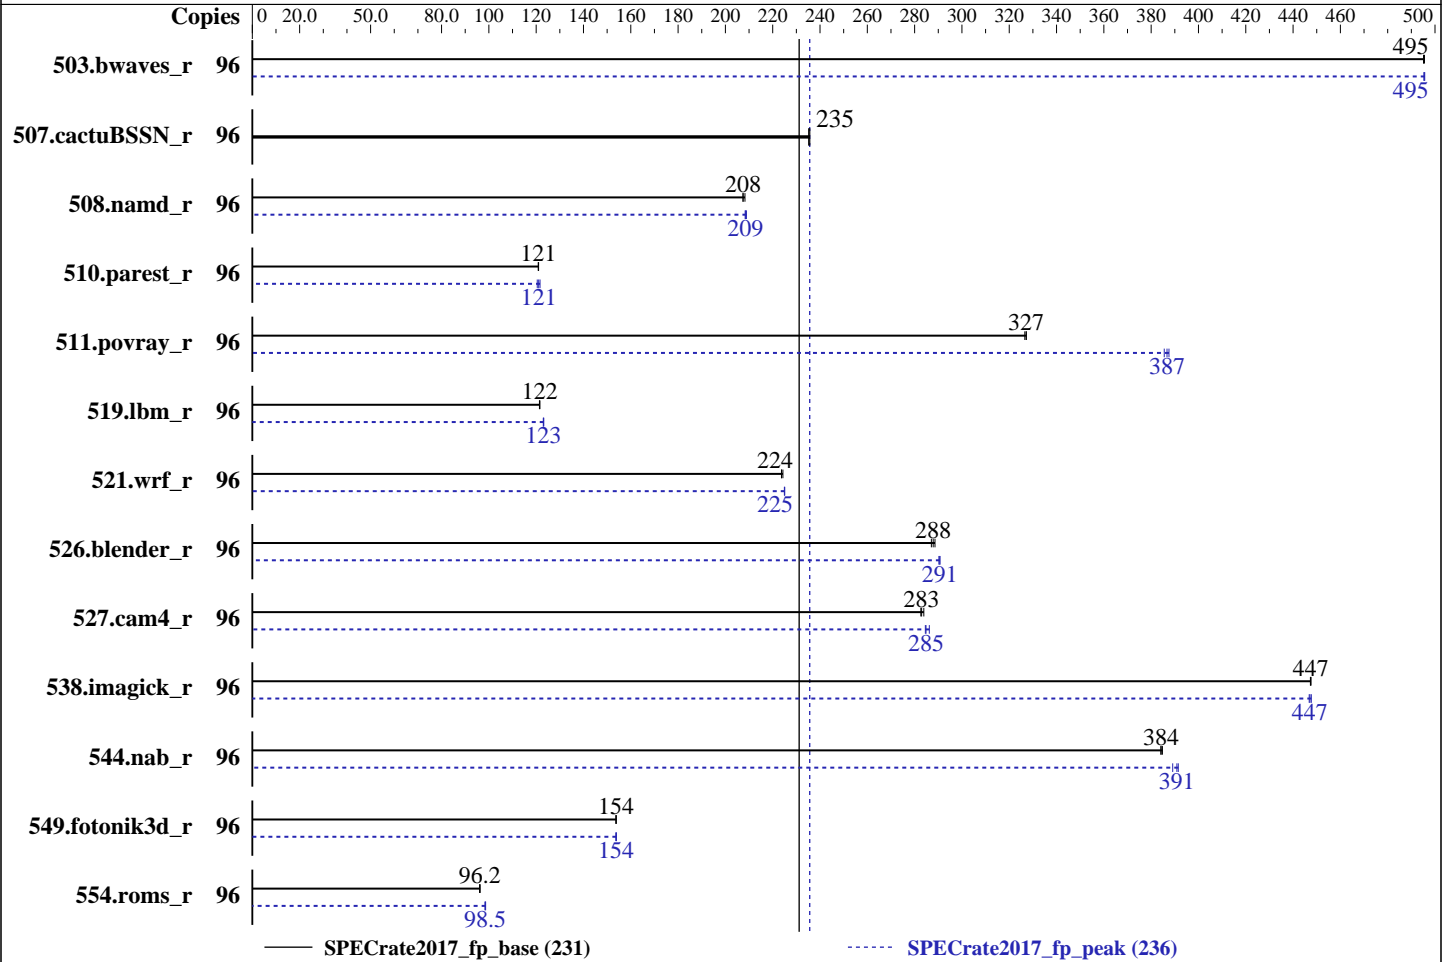 Copies 0 20.0 50.0 80.0 100 120 140 160 180 200 220 240 260 280 300 320 340 360 380 400 420 440 460 500
495
503.bwaves_r 96
495
235
507.cactuBSSN_r 96
208
508.namd_r 96
209
121
510.parest_r 96
121
327
511.povray_r 96
387
122
519.lbm_r 96
123
224
521.wrf_r 96
225
288
526.blender_r 96
291
283
527.cam4_r 96
285
447
538.imagick_r 96
447
384
544.nab_r 96
391
154
549.fotonik3d_r 96
154
96.2
554.roms_r 96
98.5
SPECrate2017_fp_base (231) SPECrate2017_fp_peak (236)